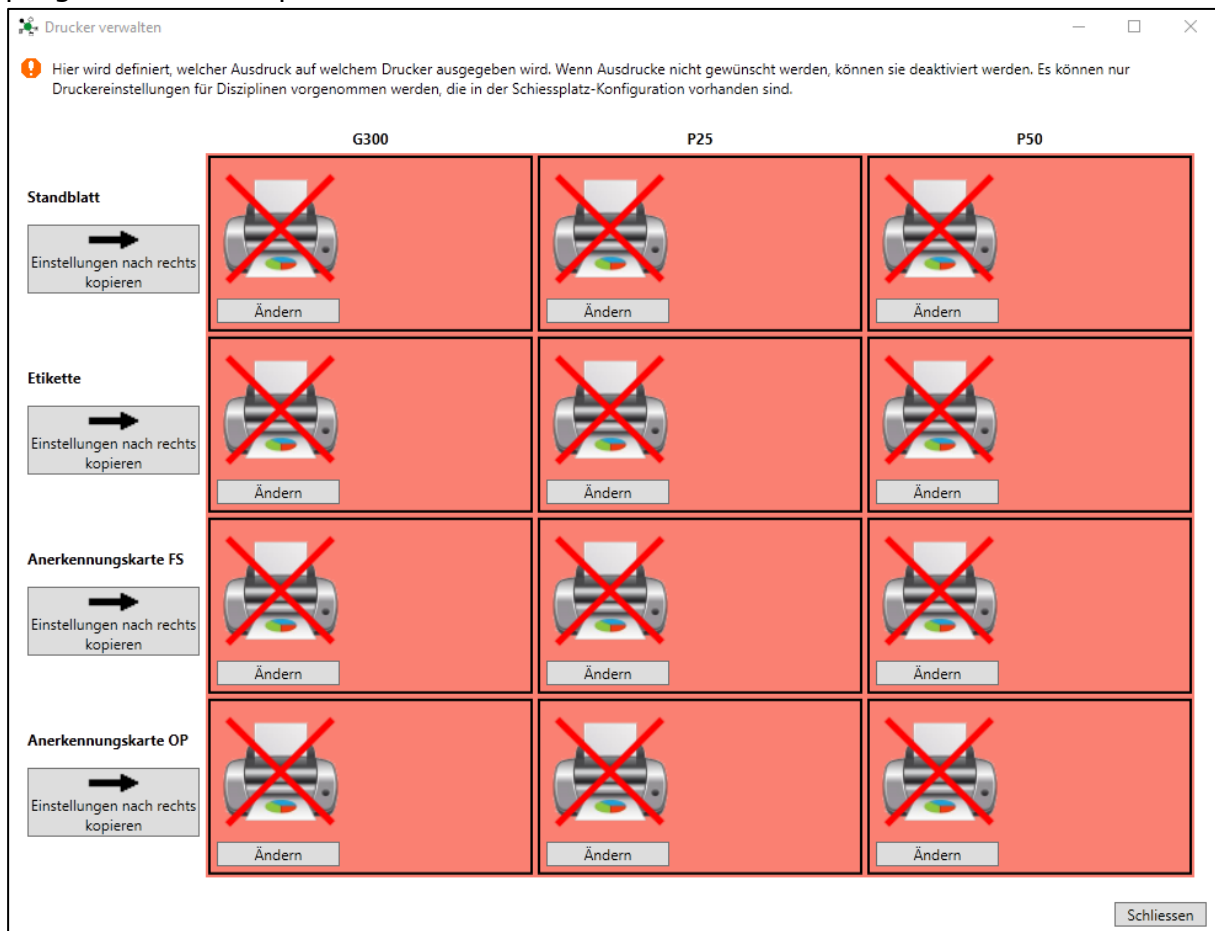 Drucker verwalten
Hier wird definiert, welcher Ausdruck auf welchem Drucker ausgegeben wird. Wenn Ausdrucke nicht gewünscht werden, können sie deaktiviert werden. Es können nur
Druckereinstellungen für Disziplinen vorgenommen werden, die in der Schiessplatz-Konfiguration vorhanden sind.
G300 P25 P50
Standblatt
Einstellungen nach rechts
kopieren
Ändern Ändern Ändern
Etikette
Einstellungen nach rechts
kopieren
Ändern Ändern Ändern
Anerkennungskarte FS
Einstellungen nach rechts
kopieren
Ändern Ändern Ändern
Anerkennungskarte OP
Einstellungen nach rechts
kopieren
Ändern Ändern Ändern
Schliessen